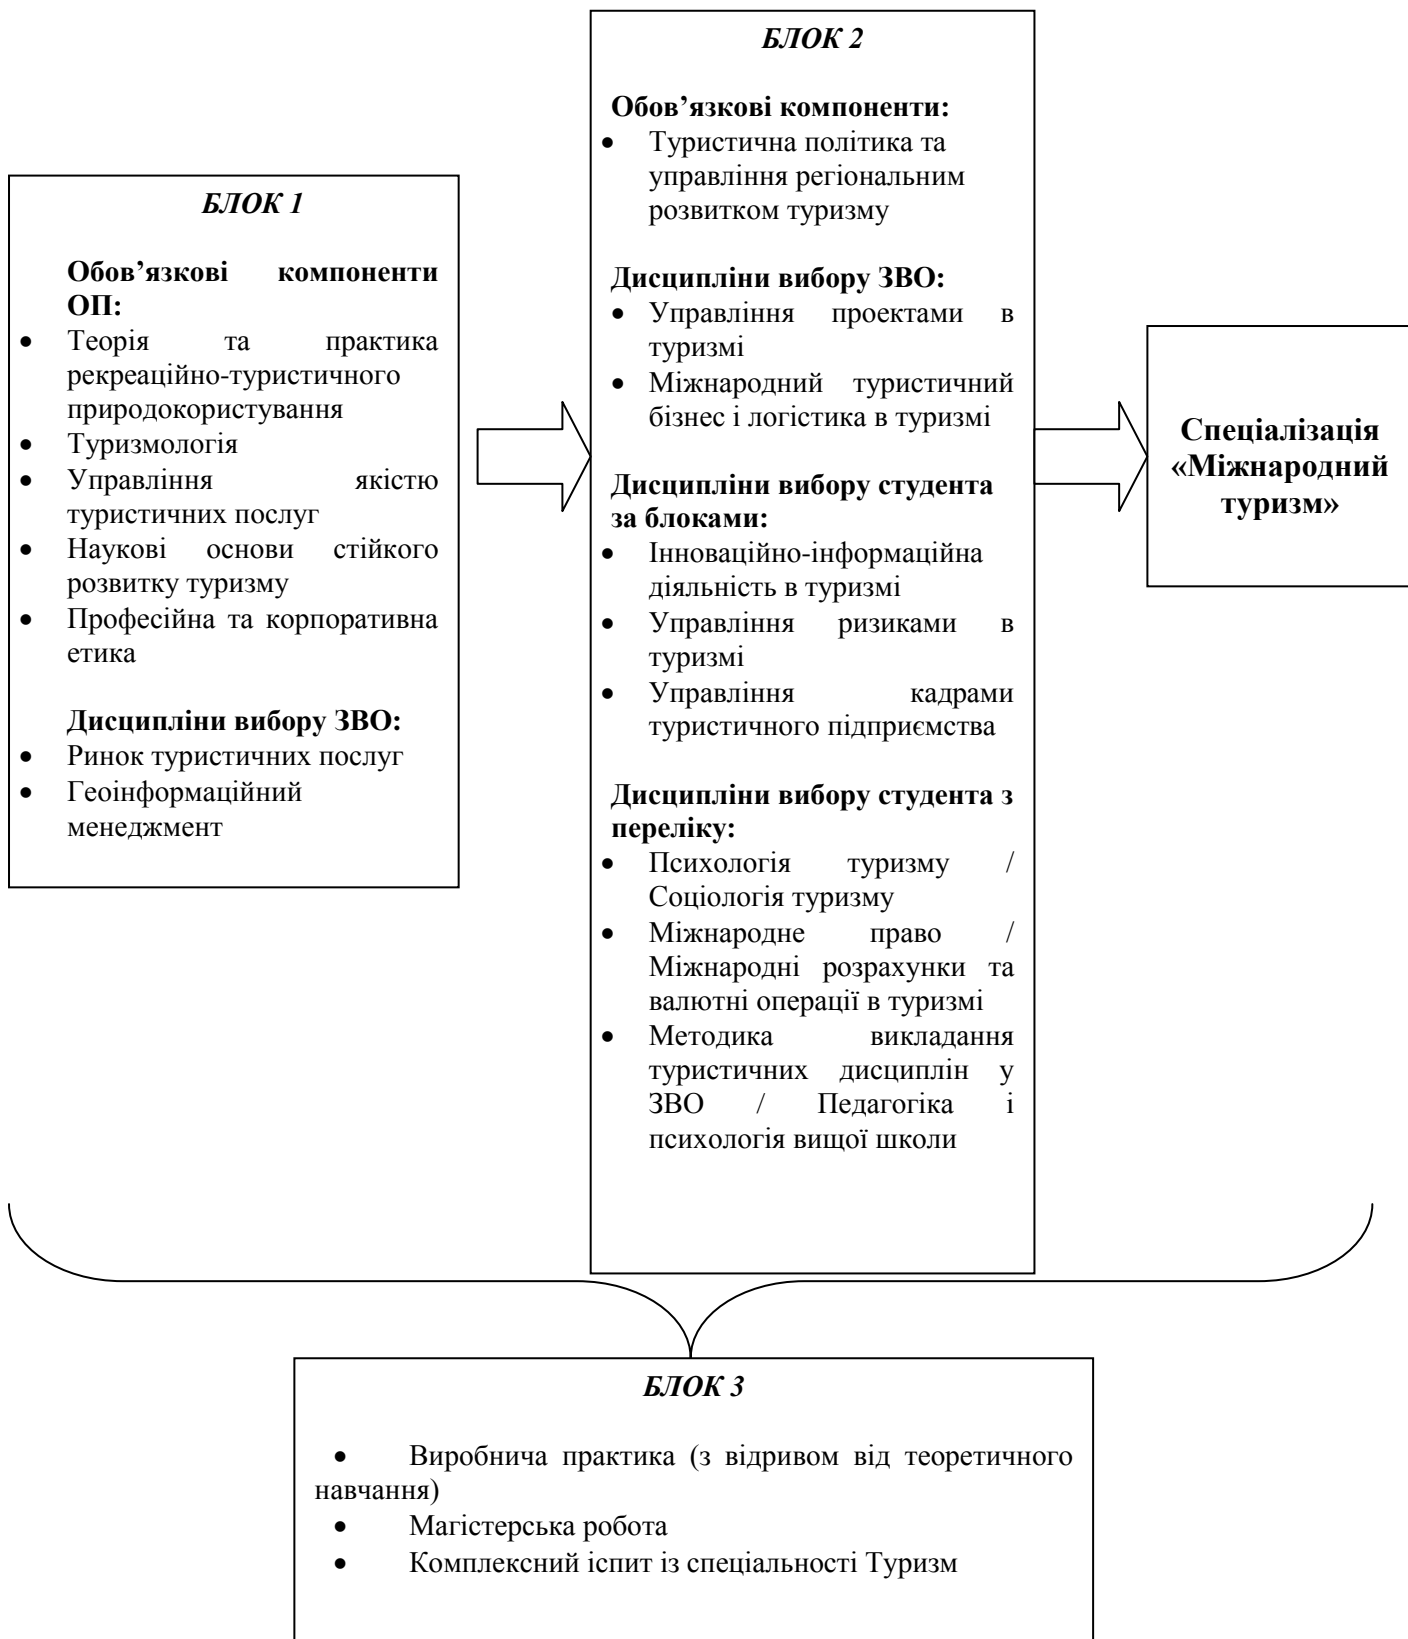 БЛОК 1
Обов’язкові компоненти
ОП:
• Теорія та практика
рекреаційно-туристичного
природокористування
• Туризмологія
• Управління якістю
туристичних послуг
• Наукові основи стійкого
розвитку туризму
• Професійна та корпоративна
етика
Дисципліни вибору ЗВО:
• Ринок туристичних послуг
• Геоінформаційний
менеджмент
БЛОК 2
Обов’язкові компоненти:
• Туристична політика та
управління регіональним
розвитком туризму
Дисципліни вибору ЗВО:
• Управління проектами в
туризмі
• Міжнародний туристичний
бізнес і логістика в туризмі
Дисципліни вибору студента
за блоками:
• Інноваційно-інформаційна
діяльність в туризмі
• Управління ризиками в
туризмі
• Управління кадрами
туристичного підприємства
Дисципліни вибору студента з
переліку:
• Психологія туризму /
Соціологія туризму
• Міжнародне право /
Міжнародні розрахунки та
валютні операції в туризмі
• Методика викладання
туристичних дисциплін у
ЗВО / Педагогіка і
психологія вищої школи
Спеціалізація
«Міжнародний
туризм»
БЛОК 3
• Виробнича практика (з відривом від теоретичного
навчання)
• Магістерська робота
• Комплексний іспит із спеціальності Туризм